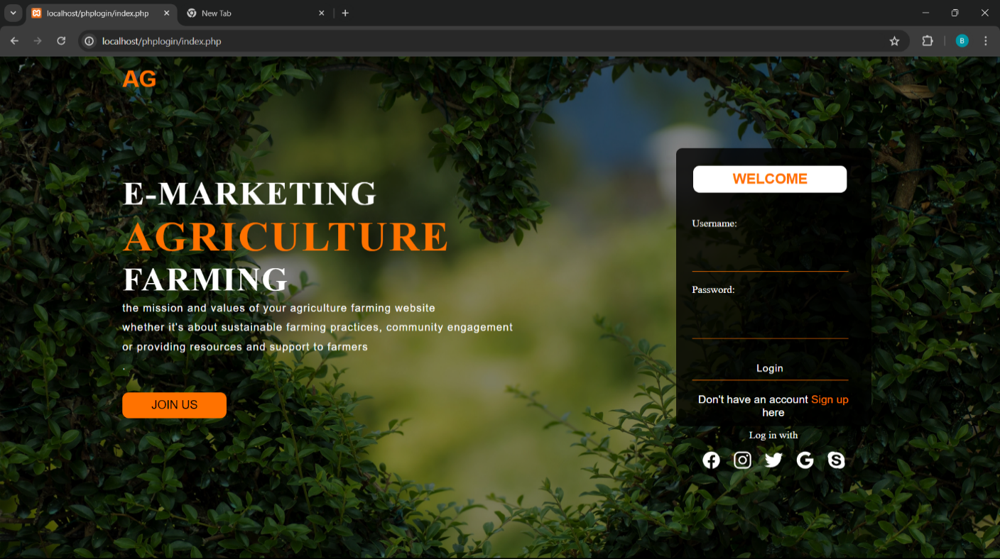 localhost/phplogin/index.php
New Tab
localhost/phplogin/index.php
B
AG
E-MARKETING
AGRICULTURE
FARMING
the mission and values of your agriculture farming website
whether it's about sustainable farming practices, community engagement
or providing resources and support to farmers
.
JOIN US
WELCOME
Username:
Password:
Login
Don't have an account Sign up
here
Log in with